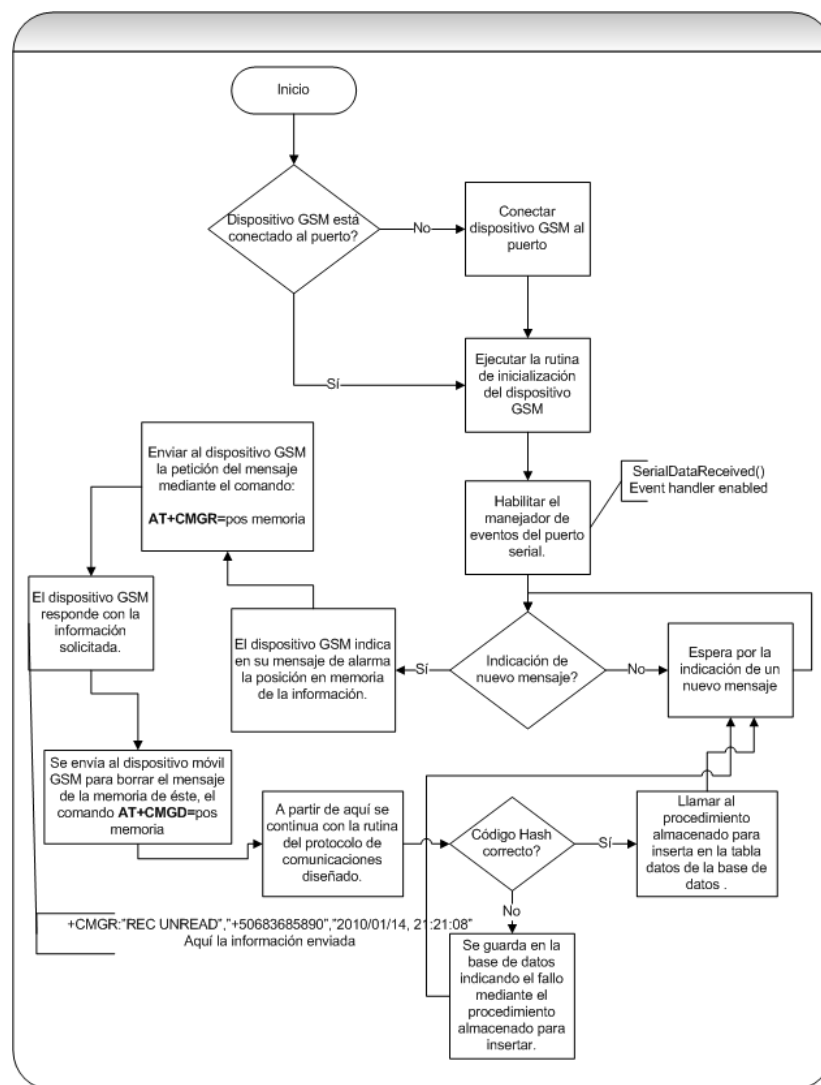 Inicio
Dispositivo GSM está
conectado al puerto?
No
Conectar
dispositivo GSM al
puerto
Sí
Ejecutar la rutina
de inicialización
del dispositivo
GSM
SerialDataReceived()
Event handler enabled
Habilitar el
manejador de
eventos del puerto
serial.
Enviar al dispositivo GSM
la petición del mensaje
mediante el comando:
AT+CMGR=pos memoria
El dispositivo GSM
responde con la
información
solicitada.
El dispositivo GSM indica
en su mensaje de alarma
la posición en memoria
de la información.
Sí
Indicación de
nuevo mensaje?
No
Espera por la
indicación de un
nuevo mensaje
Se envía al dispositivo móvil
GSM para borrar el mensaje
de la memoria de éste, el
comando AT+CMGD=pos
memoria
A partir de aquí se
continua con la rutina
del protocolo de
comunicaciones
diseñado.
Código Hash
correcto?
Sí
Llamar al
procedimiento
almacenado para
inserta en la tabla
datos de la base de
datos .
No
+CMGR:"REC UNREAD","+50683685890","2010/01/14, 21:21:08"
Aquí la información enviada
Se guarda en la
base de datos
indicando el fallo
mediante el
procedimiento
almacenado para
insertar.